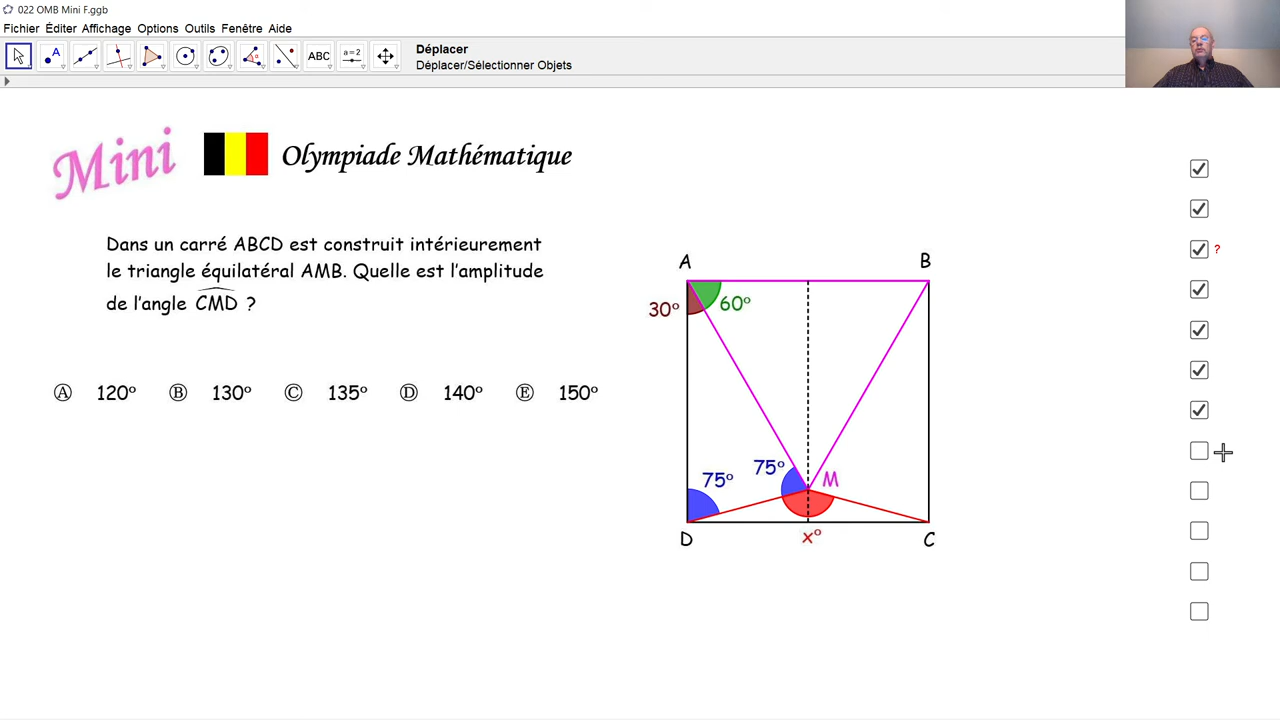 022 OMB Mini F.ggb
Fichier Éditer Affichage Options Outils Fenêtre Aide
A
ABC
a=2
Déplacer
Déplacer/Sélectionner Objets
Mini
Olympiade Mathématique
Dans un carré ABCD est construit intérieurement
le triangle équilatéral AMB. Quelle est l'amplitude
de l'angle CMD ?
Ⓐ 120° Ⓑ 130° Ⓒ 135° Ⓓ 140° Ⓔ 150°
A B
30° 60°
75° 75° M
D x° C
?